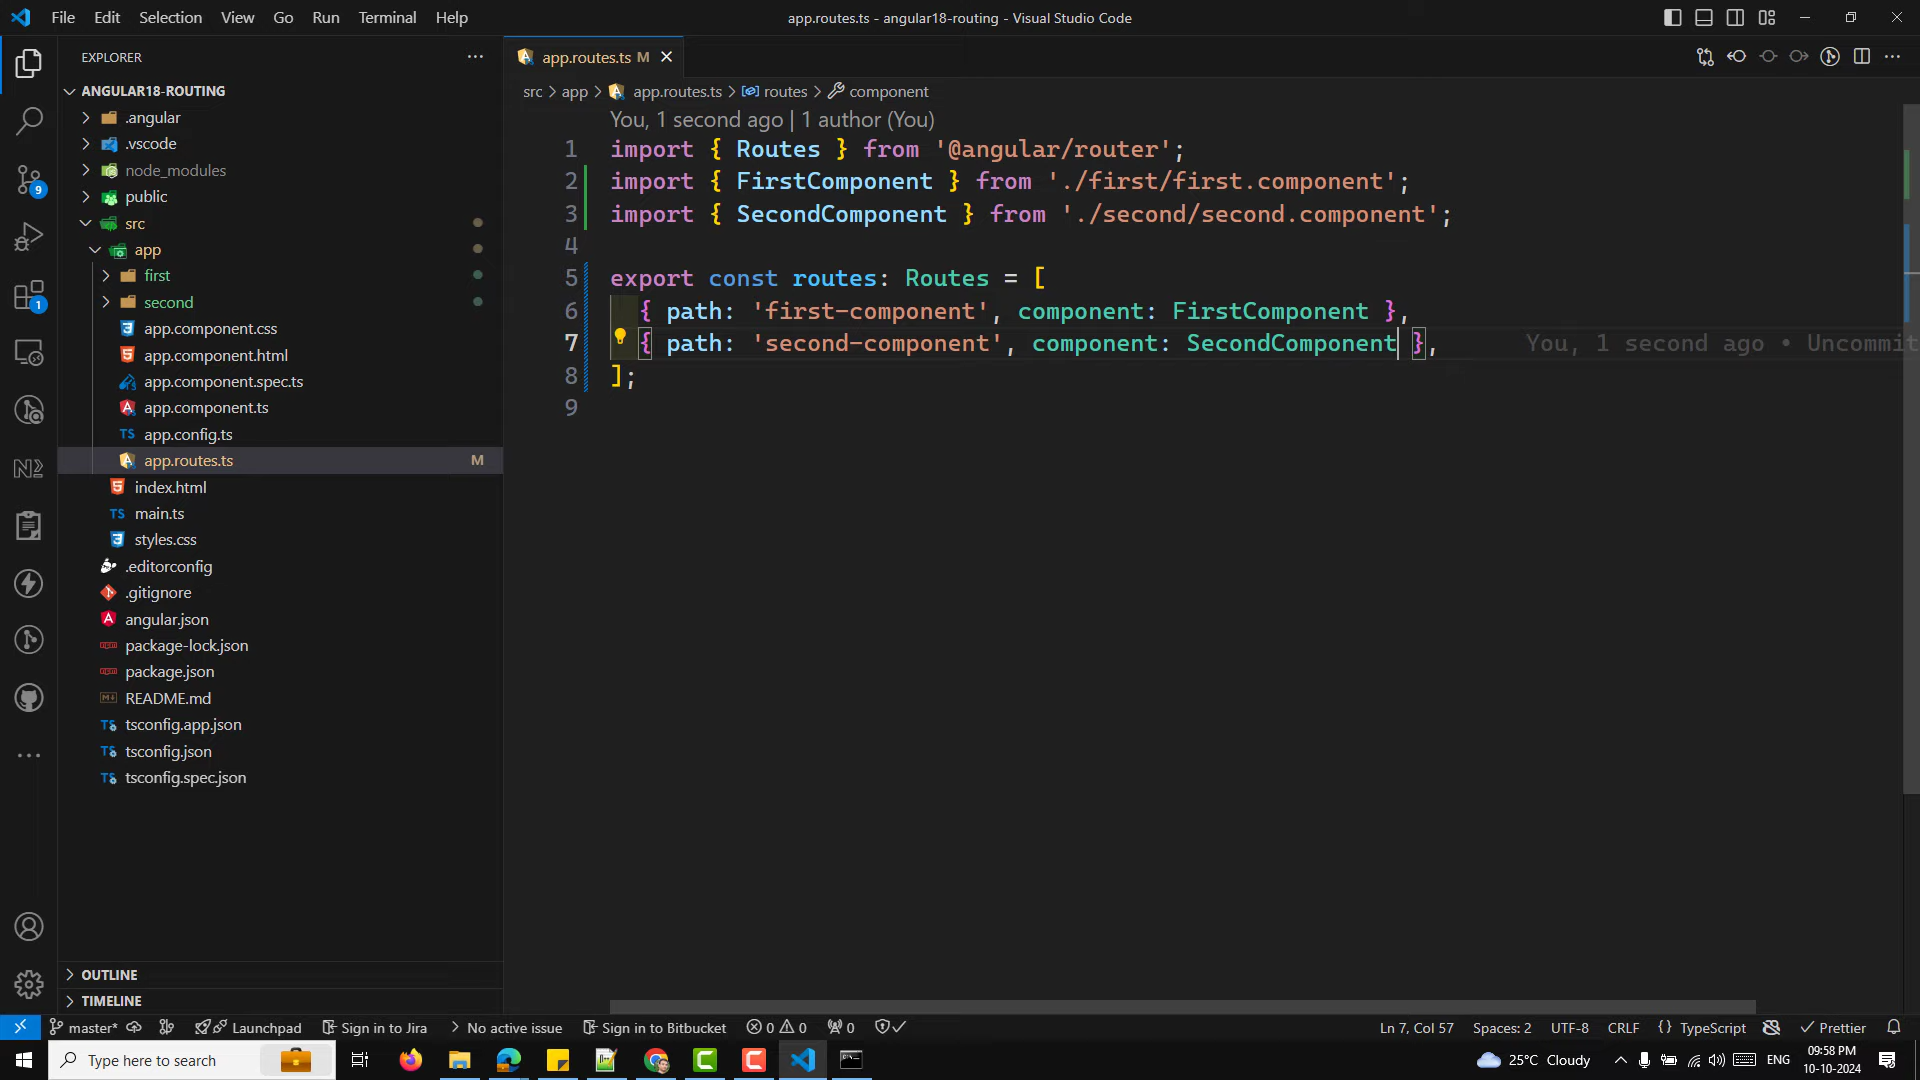 File Edit Selection View Go Run Terminal Help
app.routes.ts - angular18-routing - Visual Studio Code
EXPLORER
ANGULAR18-ROUTING
.angular
.vscode
node_modules
public
src
app
first
second
app.component.css
app.component.html
app.component.spec.ts
app.component.ts
app.config.ts
app.routes.ts M
index.html
main.ts
styles.css
.editorconfig
.gitignore
angular.json
package-lock.json
package.json
README.md
tsconfig.app.json
tsconfig.json
tsconfig.spec.json
OUTLINE
TIMELINE
9
1
app.routes.ts M
src > app > app.routes.ts > routes > component
You, 1 second ago | 1 author (You)
1 import { Routes } from '@angular/router';
2 import { FirstComponent } from './first/first.component';
3 import { SecondComponent } from './second/second.component';
4
5 export const routes: Routes = [
6 { path: 'first-component', component: FirstComponent },
7 { path: 'second-component', component: SecondComponent }, You, 1 second ago • Uncommit
8 ];
9
master* Launchpad Sign in to Jira > No active issue Sign in to Bitbucket 0 0 0
Ln 7, Col 57 Spaces: 2 UTF-8 CRLF {} TypeScript Prettier
Type here to search
25°C Cloudy ENG
09:58 PM
10-10-2024